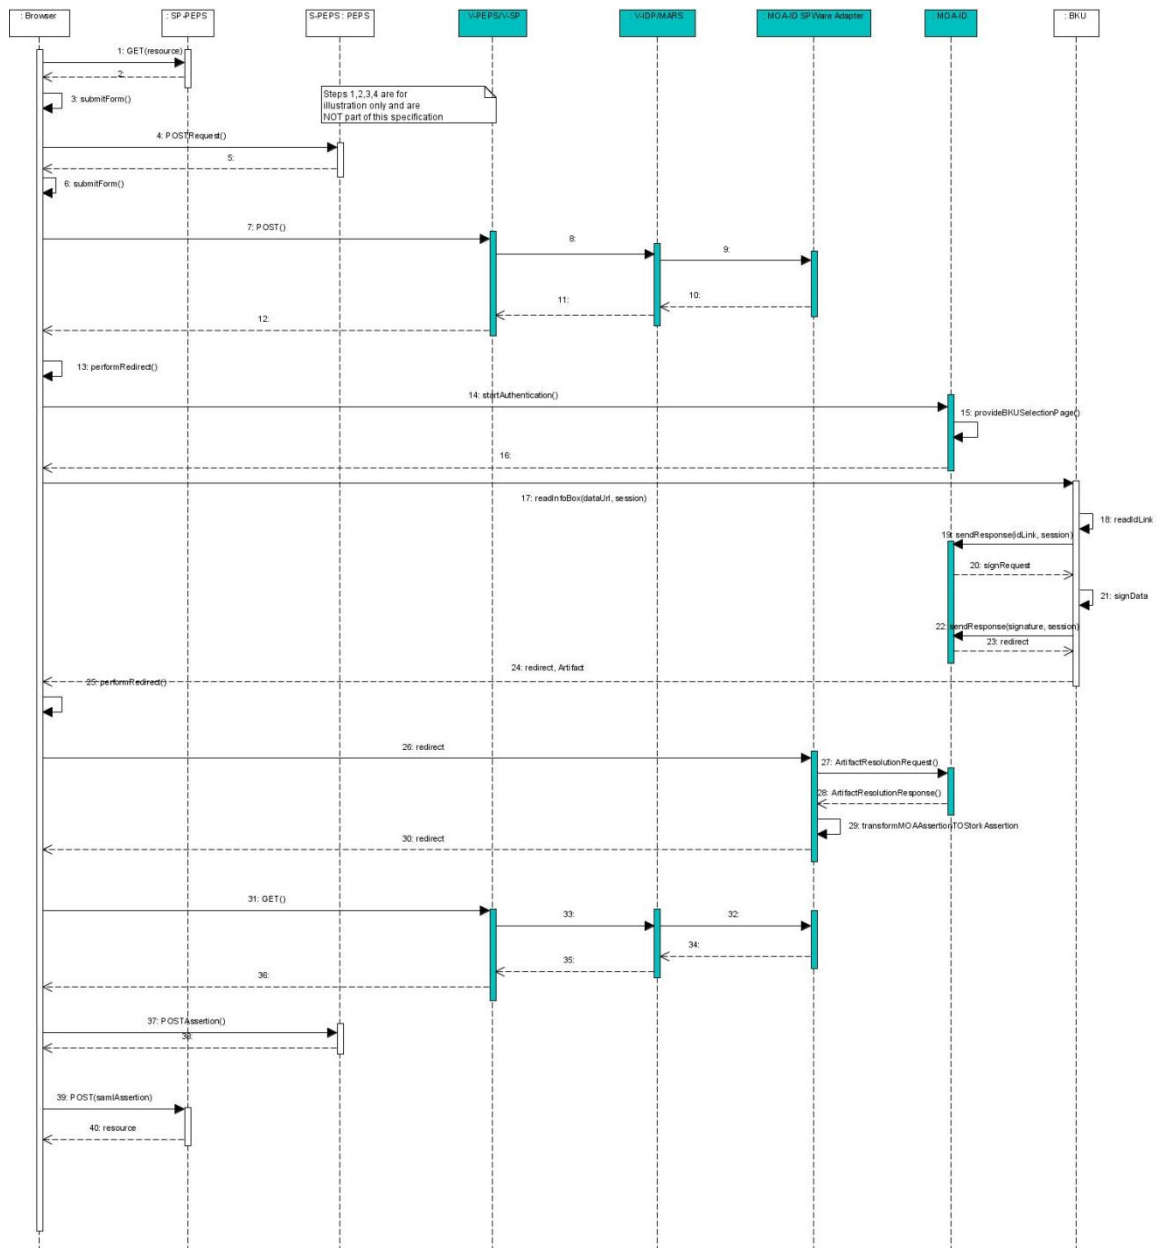 : Browser
: SP-PEPS
S-PEPS : PEPS
V-PEPS/V-SP
V-IDP/MARS
: MOA-ID SPWare Adapter
MOA-ID
: BKU
1: GET(resource)
2:
Steps 1,2,3,4 are for
illustration only and are
NOT part of this specification
3: submitForm()
4: POSTRequest()
5:
6: submitForm()
7: POST()
8:
9:
10:
11:
12:
13: performRedirect()
14: startAuthentication()
15: provideBKUSelectionPage()
16:
17: readInfoBox(dataUrl, session)
18: readIdLink
19: sendResponse(idLink, session)
20: signRequest
21: signData
22: sendResponse(signature, session)
23: redirect
24: redirect, Artifact
25: performRedirect()
26: redirect
27: ArtifactResolutionRequest()
28: ArtifactResolutionResponse()
29: transformMOAAssertionTOStorkAssertion
30: redirect
31: GET()
33:
32:
34:
35:
36:
37: POSTAssertion()
38:
39: POST(samlAssertion)
40: resource